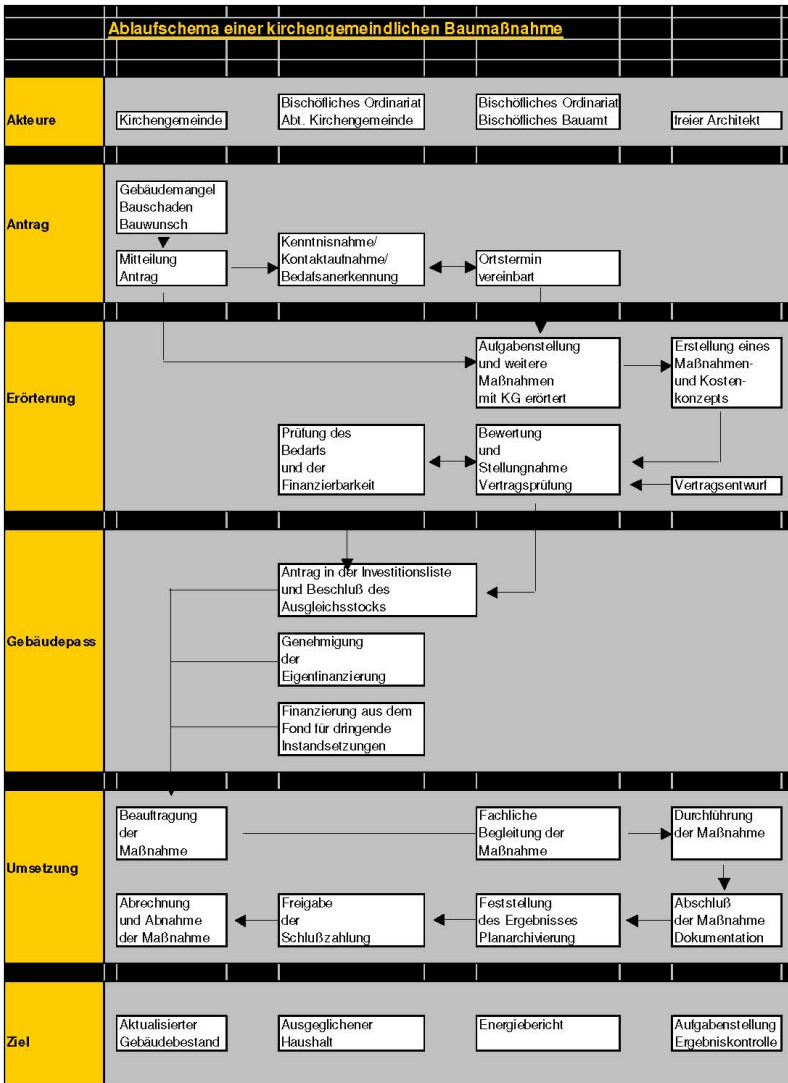 Ablaufschema einer kirchengemeindlichen Baumaßnahme
Akteure
Kirchengemeinde
Bischöfliches Ordinariat
Abt. Kirchengemeinde
Bischöfliches Ordinariat
Bischöfliches Bauamt
freier Architekt
Antrag
Gebäudemangel
Bauschaden
Bauwunsch
Mitteilung
Antrag
Kenntnisnahme/
Kontaktaufnahme/
Bedafsanerkennung
Ortstermin
vereinbart
Erörterung
Aufgabenstellung
und weitere
Maßnahmen
mit KG erörtert
Erstellung eines
Maßnahmen-
und Kosten-
konzepts
Prüfung des
Bedarfs
und der
Finanzierbarkeit
Bewertung
und
Stellungnahme
Vertragsprüfung
Vertragsentwurf
Gebäudepass
Antrag in der Investitionsliste
und Beschluß des
Ausgleichsstocks
Genehmigung
der
Eigenfinanzierung
Finanzierung aus dem
Fond für dringende
Instandsetzungen
Umsetzung
Beauftragung
der
Maßnahme
Fachliche
Begleitung der
Maßnahme
Durchführung
der Maßnahme
Abrechnung
und Abnahme
der Maßnahme
Freigabe
der
Schlußzahlung
Feststellung
des Ergebnisses
Planarchivierung
Abschluß
der Maßnahme
Dokumentation
Ziel
Aktualisierter
Gebäudebestand
Ausgeglichener
Haushalt
Energiebericht
Aufgabenstellung
Ergebniskontrolle